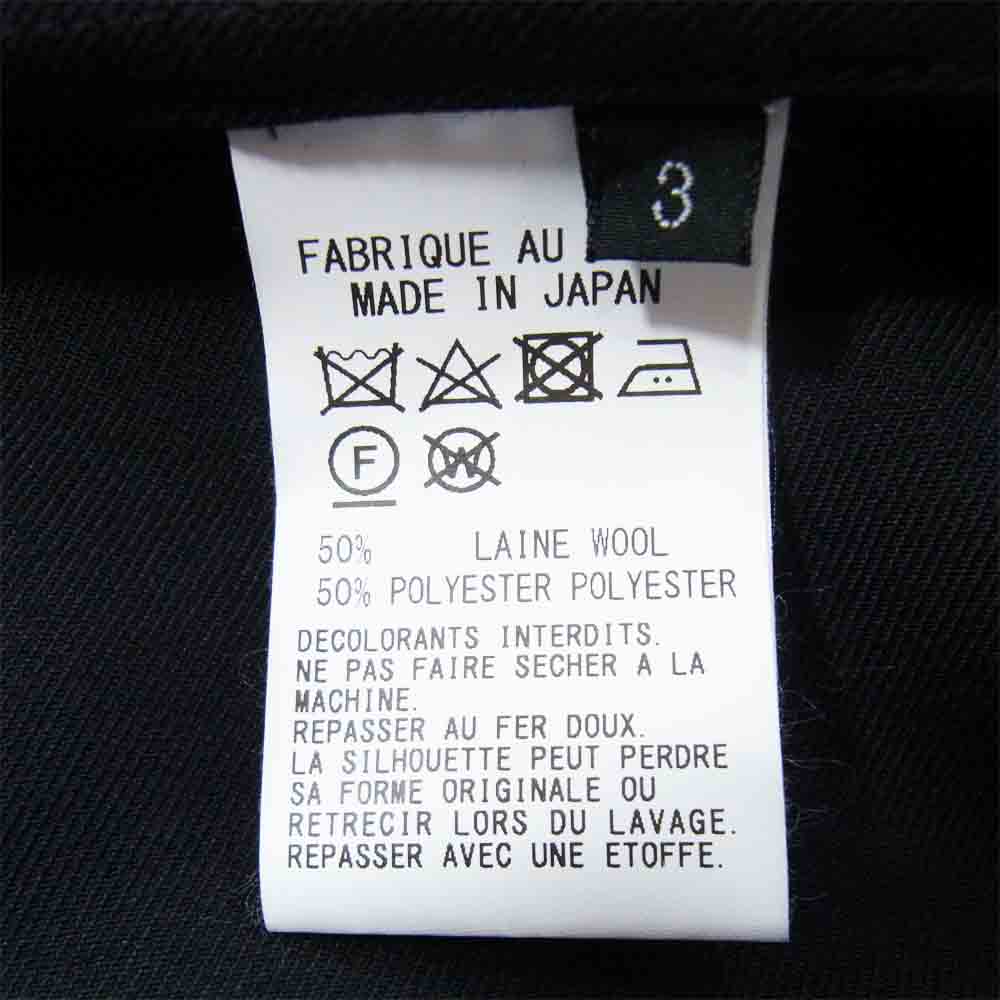 3
FABRIQUE AU
MADE IN JAPAN
F W
50% LAINE WOOL
50% POLYESTER POLYESTER
DECOLORANTS INTERDITS.
NE PAS FAIRE SECHER A LA
MACHINE.
REPASSER AU FER DOUX.
LA SILHOUETTE PEUT PERDRE
SA FORME ORIGINALE OU
RETRECIR LORS DU LAVAGE.
REPASSER AVEC UNE ETOFFE.